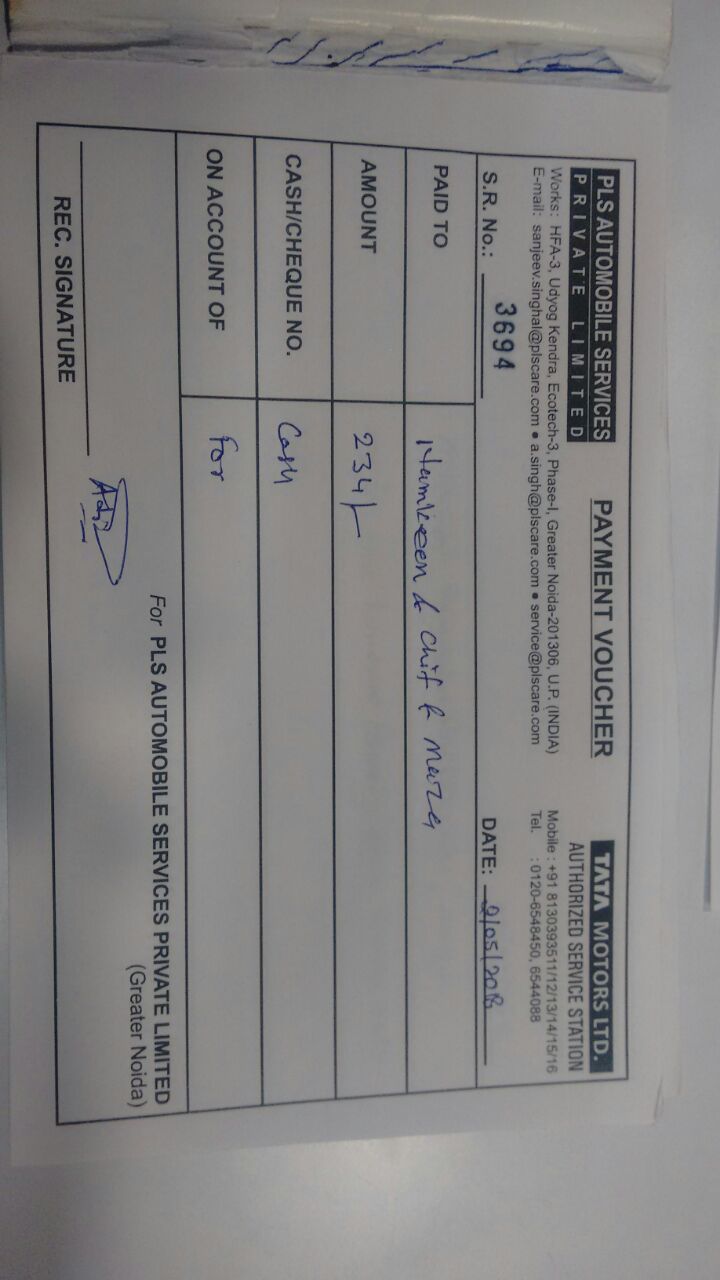 PLS AUTOMOBILE SERVICES
PRIVATE LIMITED
PAYMENT VOUCHER
TATA MOTORS LTD.
AUTHORIZED SERVICE STATION
Works: HFA-3, Udyog Kendra, Ecotech-3, Phase-I, Greater Noida-201306, U.P. (INDIA)
E-mail: sanjeev.singhal@plscare.com • a.singh@plscare.com • service@plscare.com
Mobile : +91 8130393511/12/13/14/15/16
Tel. : 0120-6548450, 6544088
S.R. No.: 3694 DATE: 2/05/2018
PAID TO Namkeen & Chif &
AMOUNT 234/-
CASH/CHEQUE NO. Cash
ON ACCOUNT OF For
For PLS AUTOMOBILE SERVICES PRIVATE LIMITED
(Greater Noida)
REC. SIGNATURE